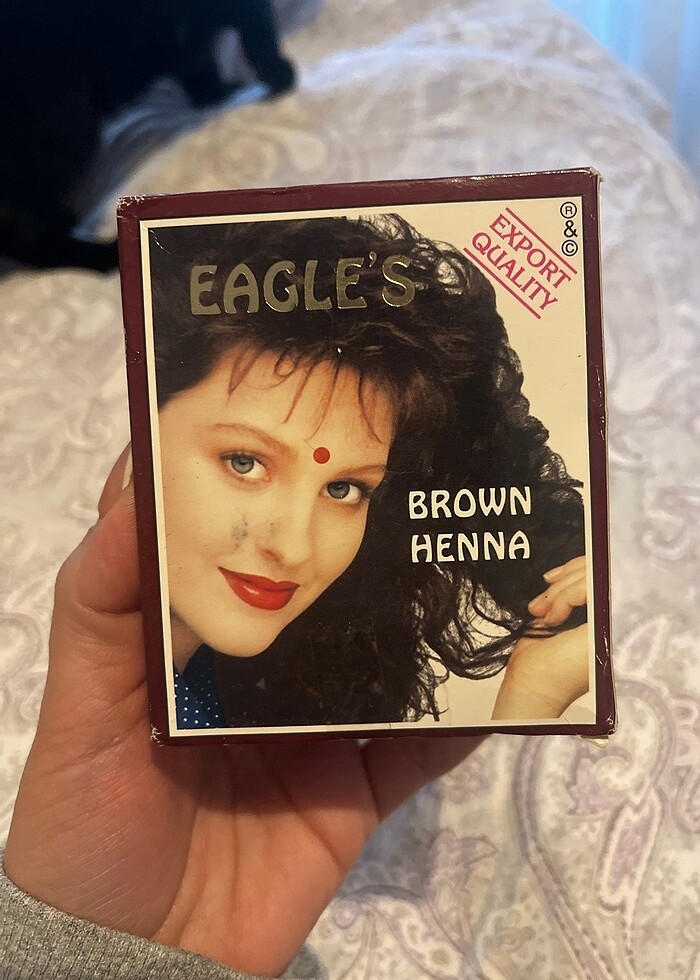 EAGLE'S
EXPORT
QUALITY
®
&
©
BROWN
HENNA